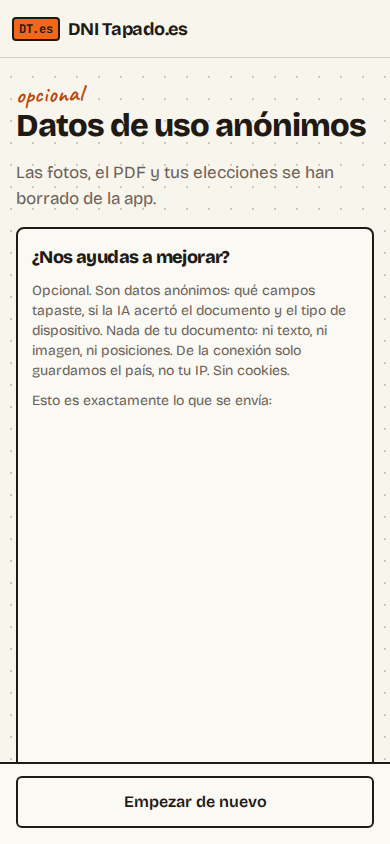 DT.es DNI Tapado.es
opcional
Datos de uso anónimos
Las fotos, el PDF y tus elecciones se han
borrado de la app.
¿Nos ayudas a mejorar?
Opcional. Son datos anónimos: qué campos
tapaste, si la IA acertó el documento y el tipo de
dispositivo. Nada de tu documento: ni texto, ni
imagen, ni posiciones. De la conexión solo
guardamos el país, no tu IP. Sin cookies.
Esto es exactamente lo que se envía:
Empezar de nuevo